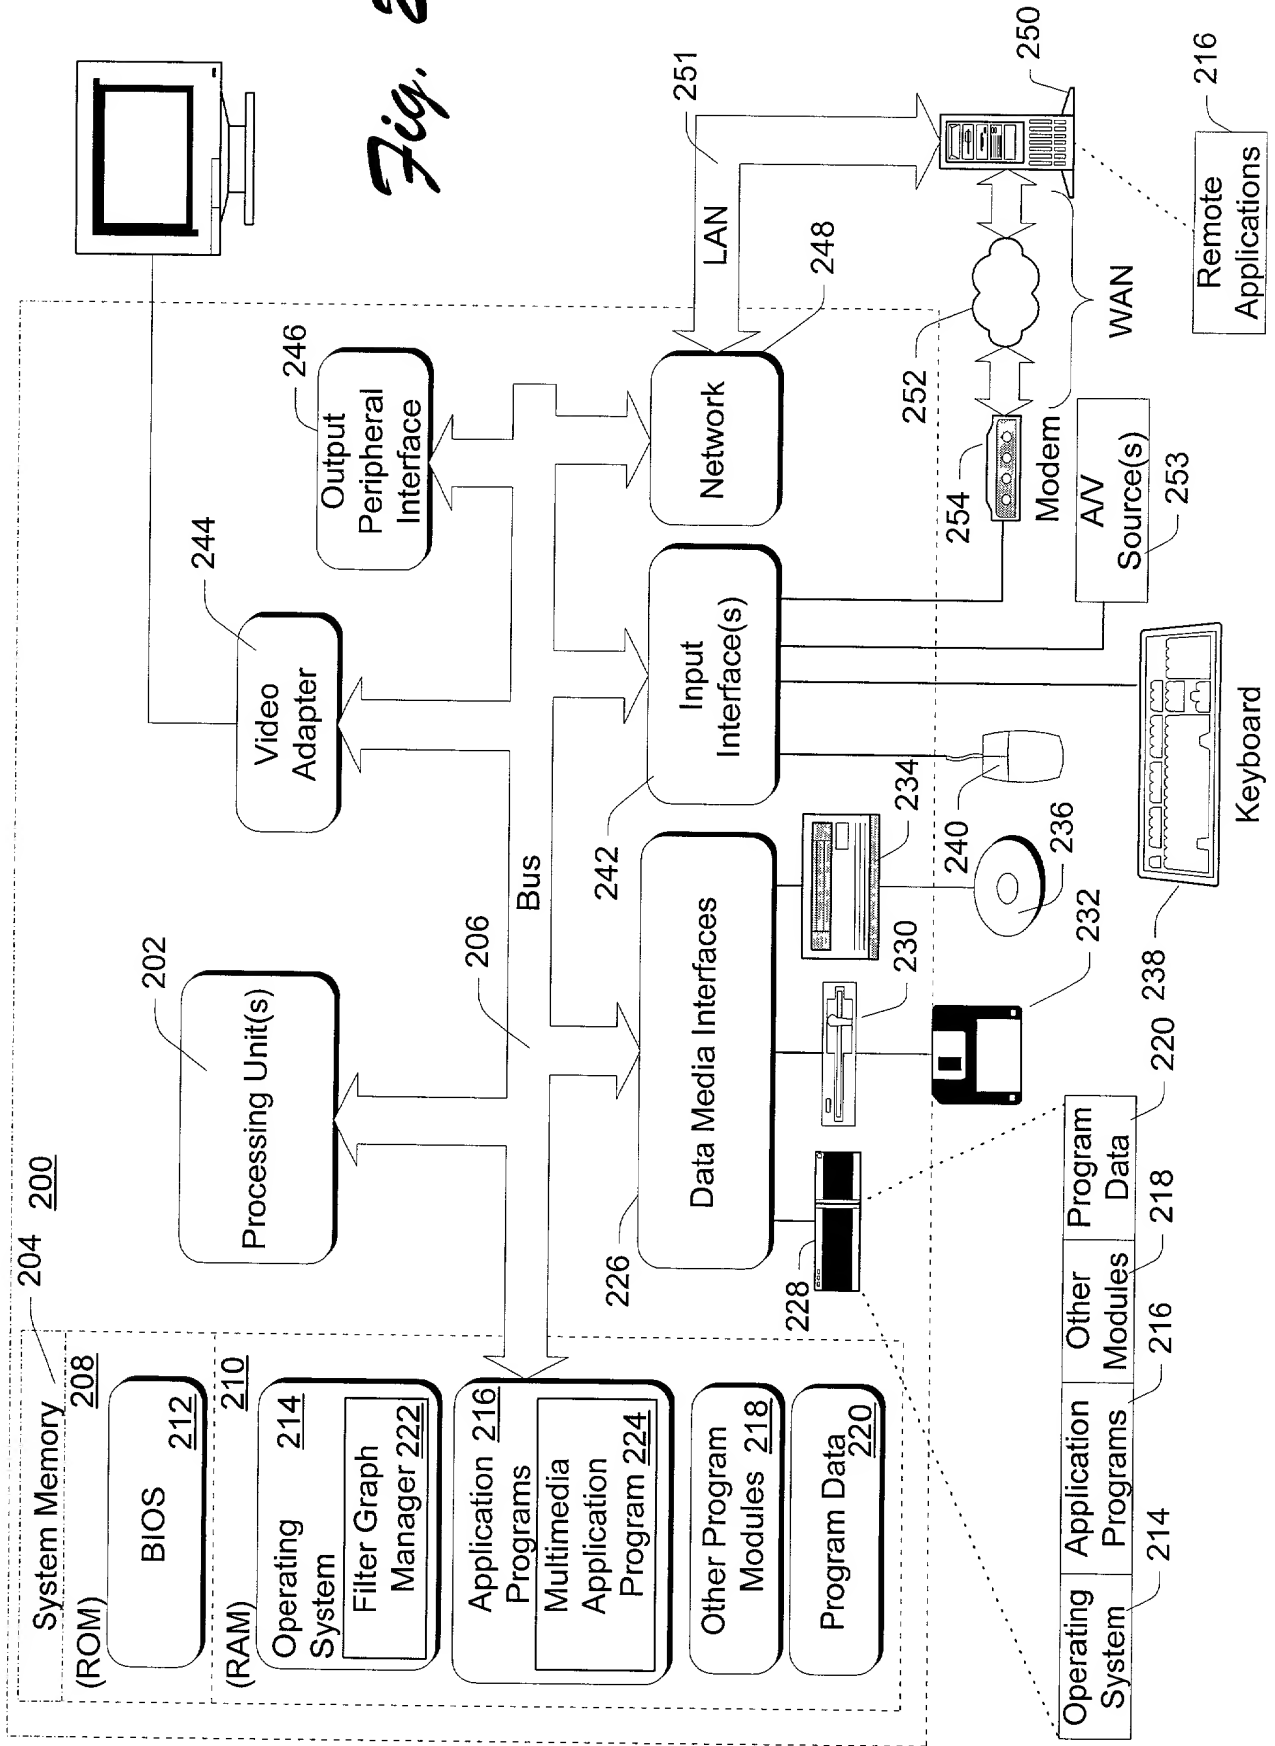 200
System Memory
204
(ROM)
208
BIOS
212
(RAM)
210
Operating
System
214
Filter Graph
Manager 222
Application
Programs
216
Multimedia
Application
Program 224
Other Program
Modules 218
Program Data
220
202
Processing Unit(s)
206
Bus
244
Video
Adapter
246
Output
Peripheral
Interface
226
Data Media Interfaces
242
Input
Interface(s)
Network
248
LAN
251
228
230
234
232
236
240
238
Keyboard
254
Modem
252
WAN
250
A/V
Source(s)
253
Remote
Applications
216
Operating
System
Application
Programs
Other
Modules
Program
Data
214
216
218
220
Fig. 2